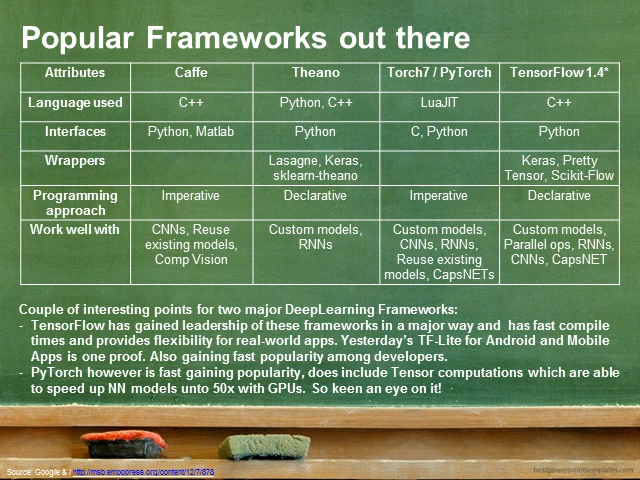 Popular Frameworks out there
Attributes Caffe Theano Torch7 / PyTorch TensorFlow 1.4*
Language used C++ Python, C++ LuaJIT C++
Interfaces Python, Matlab Python C, Python Python
Wrappers Lasagne, Keras, sklearn-theano Keras, Pretty Tensor, Scikit-Flow
Programming approach Imperative Declarative Imperative Declarative
Work well with CNNs, Reuse existing models, Comp Vision Custom models, RNNs Custom models, CNNs, RNNs, Reuse existing models, CapsNETs Custom models, Parallel ops, RNNs, CNNs, CapsNET
Couple of interesting points for two major DeepLearning Frameworks:
- TensorFlow has gained leadership of these frameworks in a major way and has fast compile
times and provides flexibility for real-world apps. Yesterday's TF-Lite for Android and Mobile
Apps is one proof. Also gaining fast popularity among developers.
- PyTorch however is fast gaining popularity, does include Tensor computations which are able
to speed up NN models unto 50x with GPUs. So keen an eye on it!
Source: Google & / http://msb.embopress.org/content/12/7/878
bestpowerpointtemplates.com